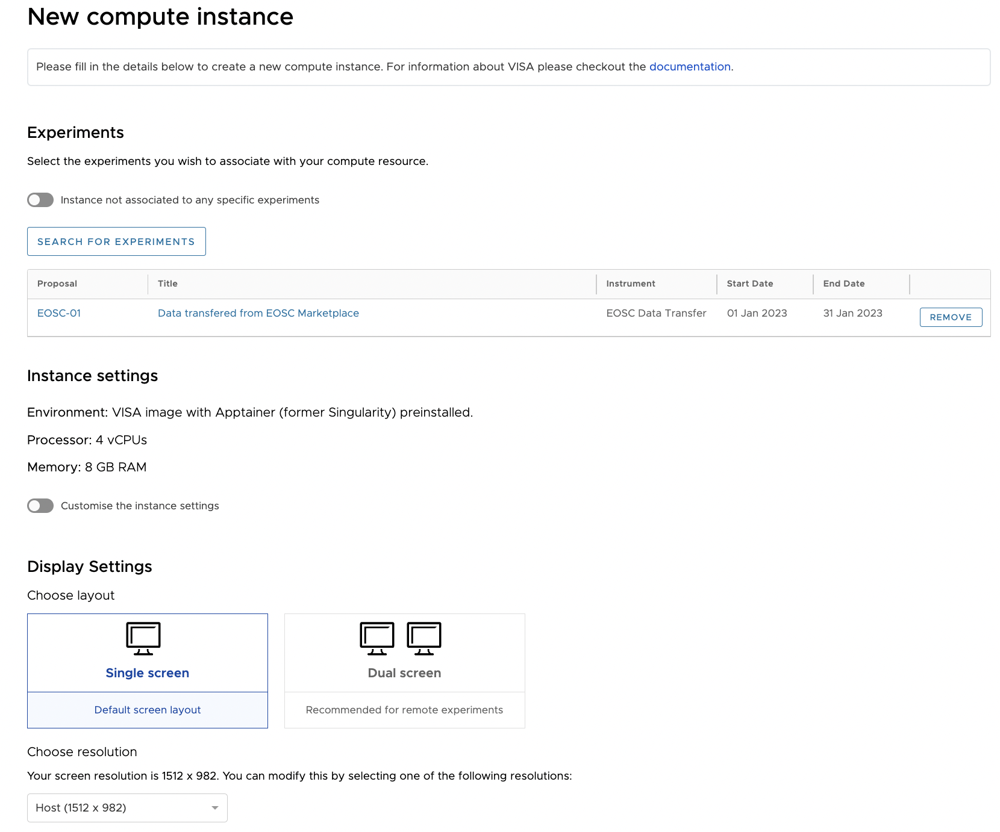 New compute instance
Please fill in the details below to create a new compute instance. For information about VISA please checkout the documentation.
Experiments
Select the experiments you wish to associate with your compute resource.
Instance not associated to any specific experiments
SEARCH FOR EXPERIMENTS
Proposal Title Instrument Start Date End Date
EOSC-01 Data transfered from EOSC Marketplace EOSC Data Transfer 01 Jan 2023 31 Jan 2023 REMOVE
Instance settings
Environment: VISA image with Apptainer (former Singularity) preinstalled.
Processor: 4 vCPUs
Memory: 8 GB RAM
Customise the instance settings
Display Settings
Choose layout
Single screen Dual screen
Default screen layout Recommended for remote experiments
Choose resolution
Your screen resolution is 1512 x 982. You can modify this by selecting one of the following resolutions:
Host (1512 x 982)